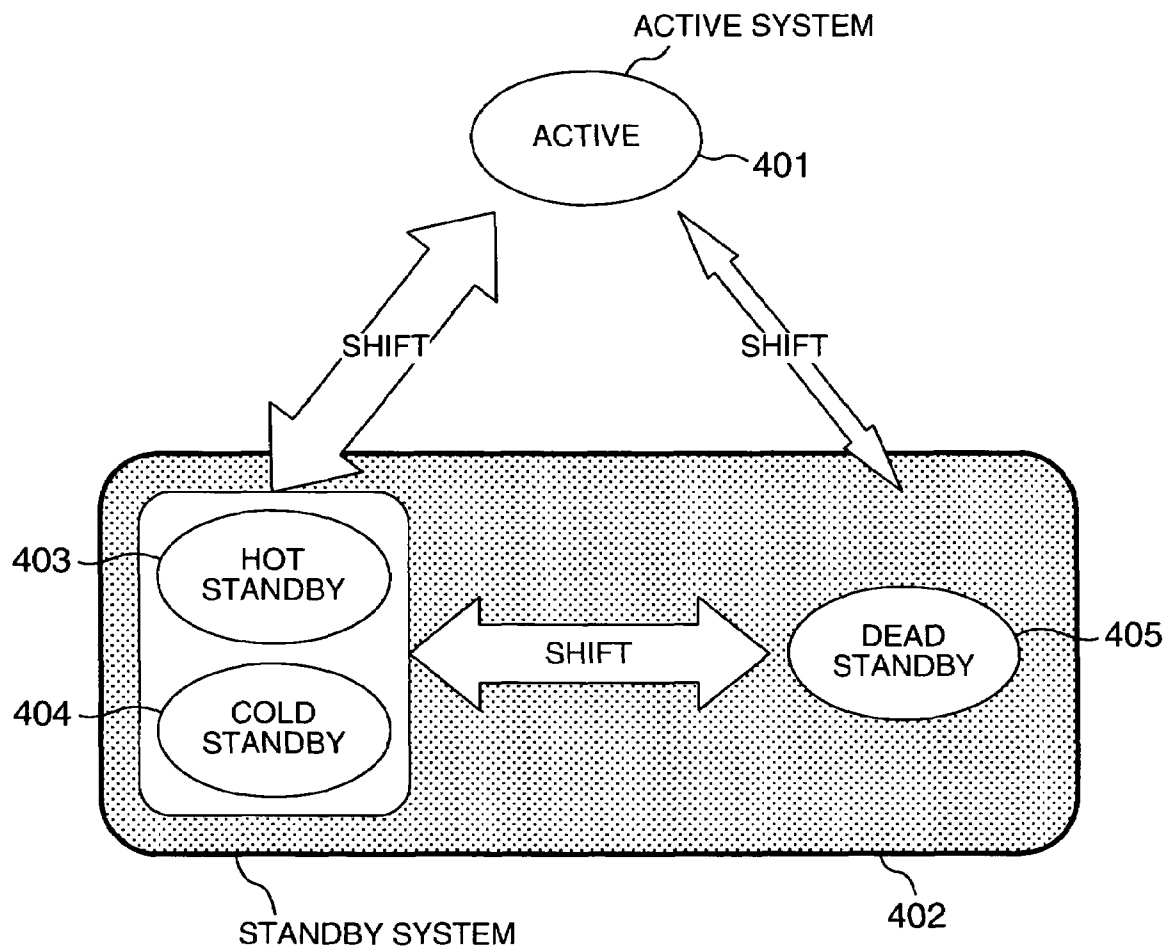 ACTIVE SYSTEM
ACTIVE
401
SHIFT
SHIFT
403
HOT
STANDBY
SHIFT
DEAD
STANDBY
405
404
COLD
STANDBY
402
STANDBY SYSTEM